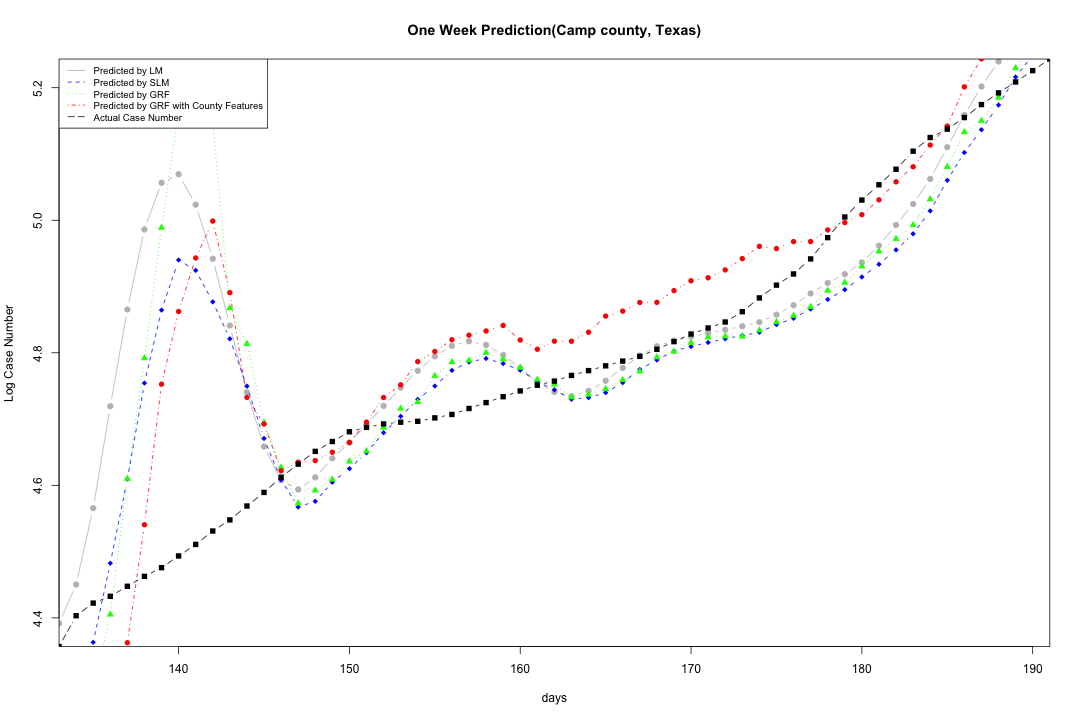 One Week Prediction(Camp county, Texas)
Predicted by LM
Predicted by SLM
Predicted by GRF
Predicted by GRF with County Features
Actual Case Number
Log Case Number
5.2
5.0
4.8
4.6
4.4
140 150 160 170 180 190
days